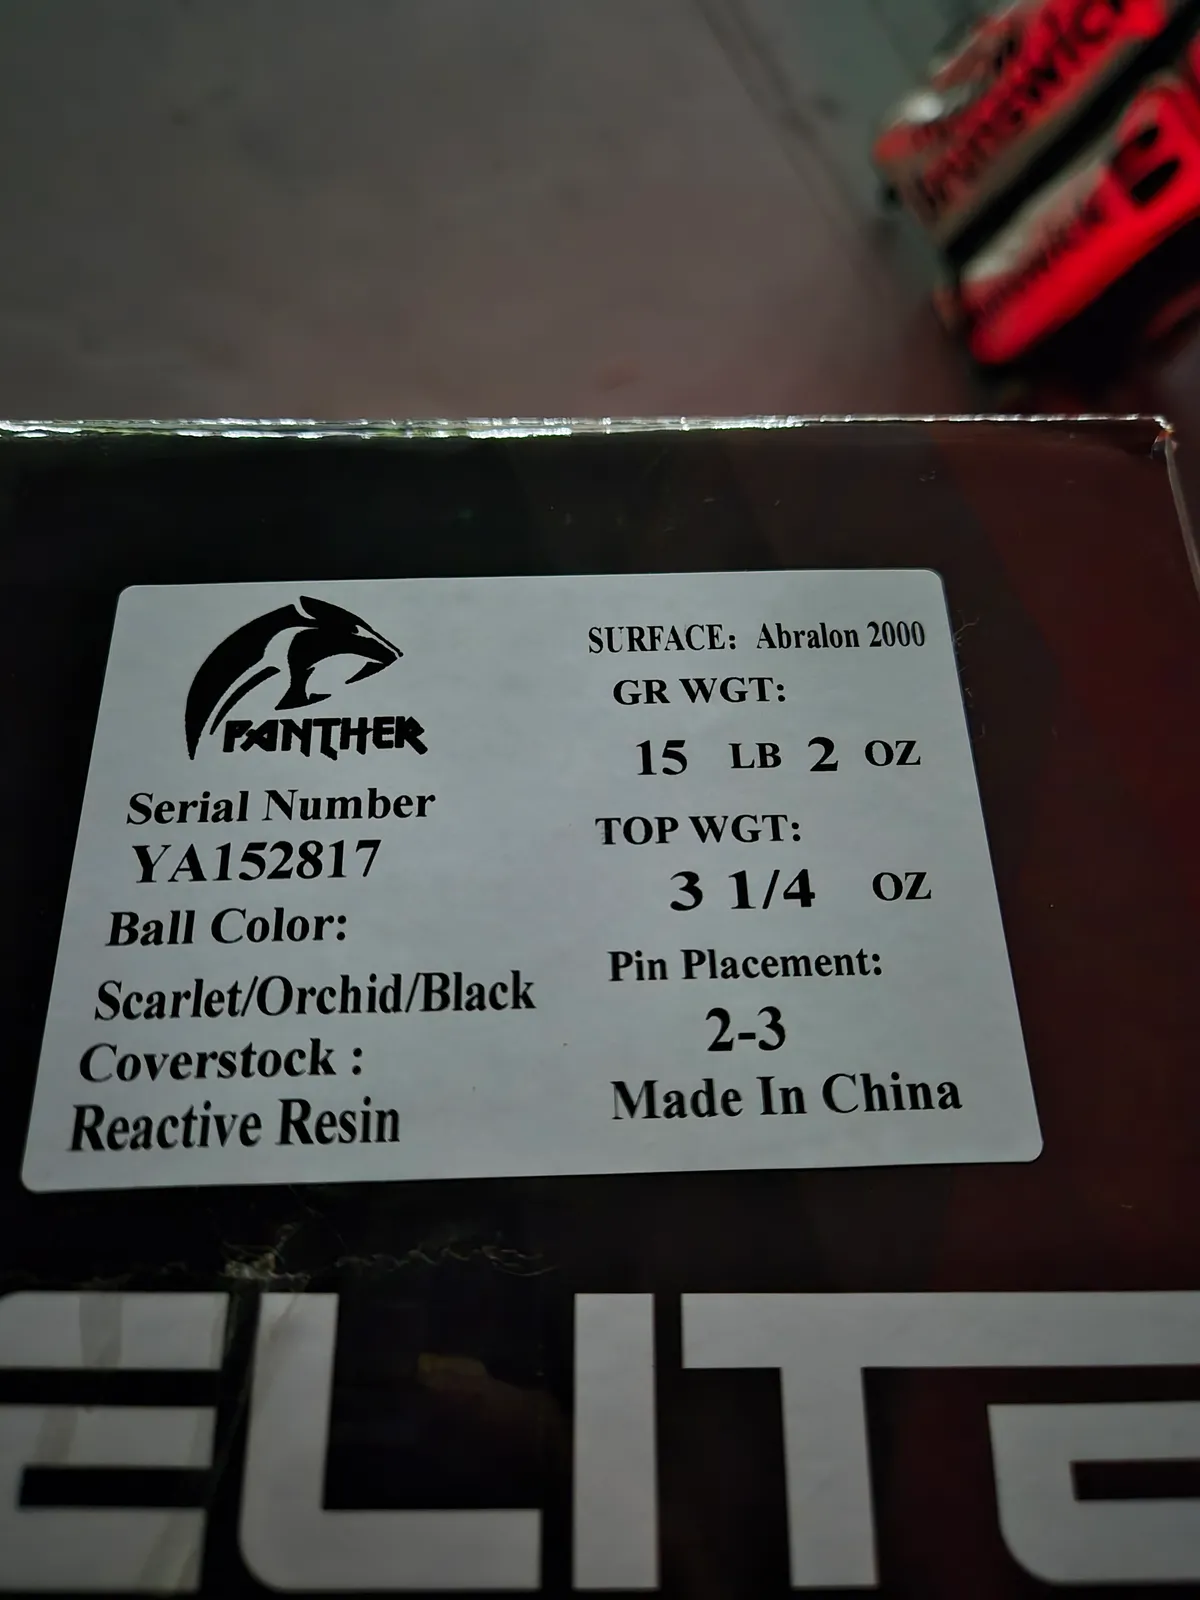 PANTHER
Serial Number
YA152817
Ball Color:
Scarlet/Orchid/Black
Coverstock :
Reactive Resin
SURFACE: Abralon 2000
GR WGT:
15 LB 2 OZ
TOP WGT:
3 1/4 OZ
Pin Placement:
2-3
Made In China
ELITE